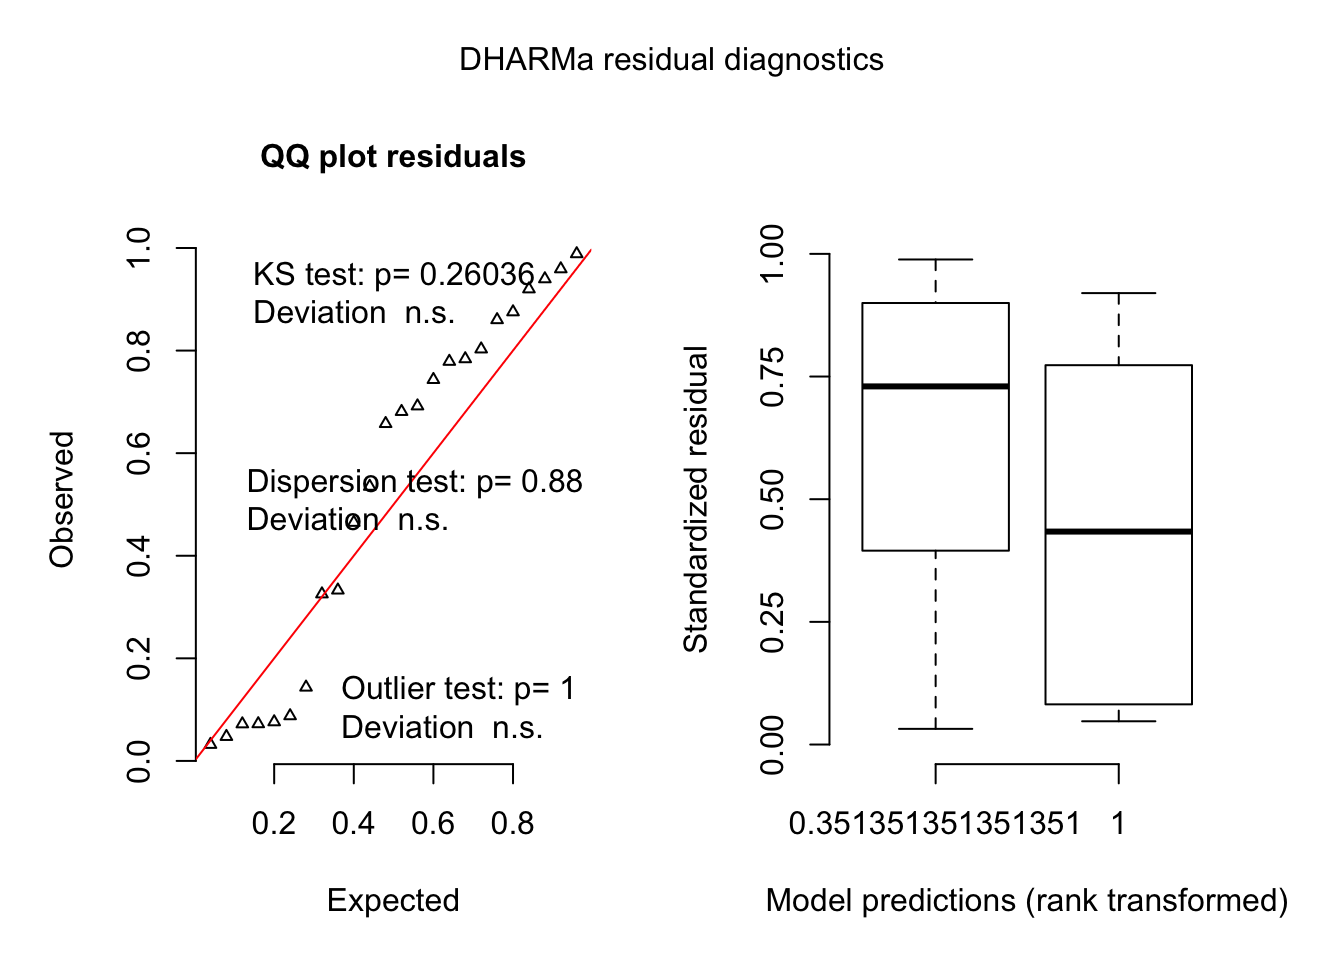 DHARMa residual diagnostics
QQ plot residuals
KS test: p= 0.26036
Deviation  n.s.
Dispersion test: p= 0.88
Deviation  n.s.
Outlier test: p= 1
Deviation  n.s.
Observed
0.0 0.2 0.4 0.6 0.8 1.0
0.2 0.4 0.6 0.8
Expected
Standardized residual
0.00 0.25 0.50 0.75 1.00
0.351351351351351 1
Model predictions (rank transformed)